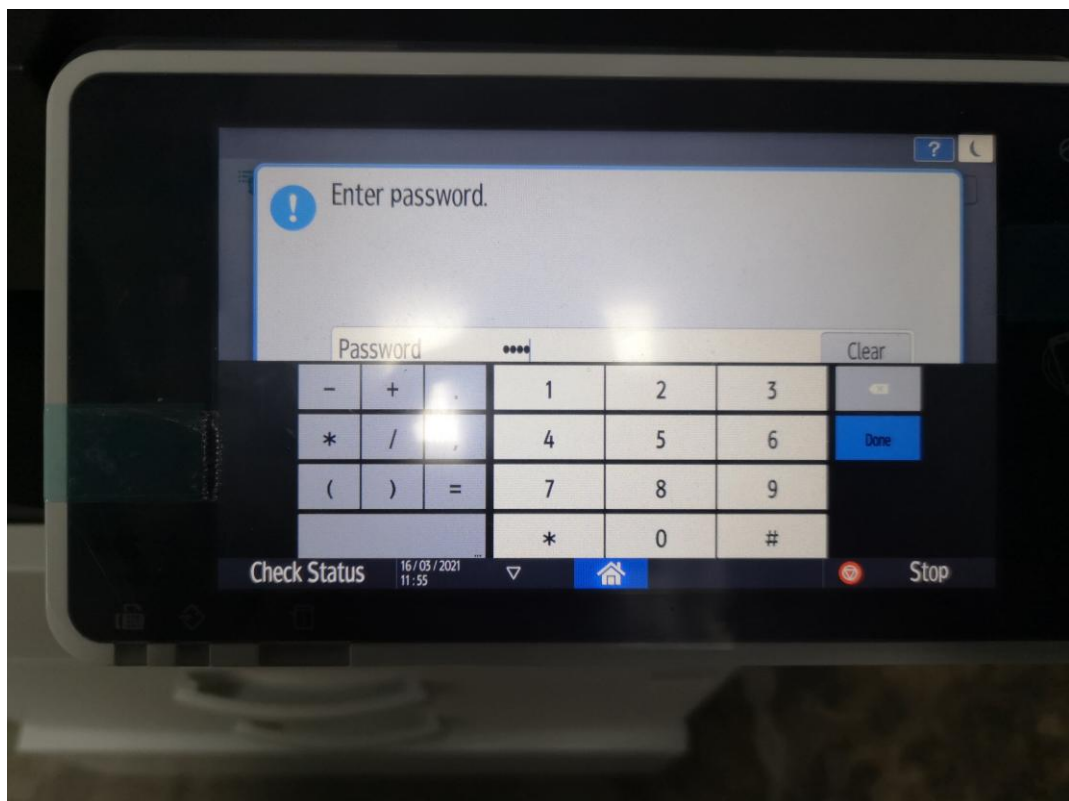 ?
Enter password.
Password ••••
Clear
- + . 1 2 3
* / , 4 5 6 Done
( ) = 7 8 9
... * 0 #
Check Status 16 / 03 / 2021 Stop
11 : 55